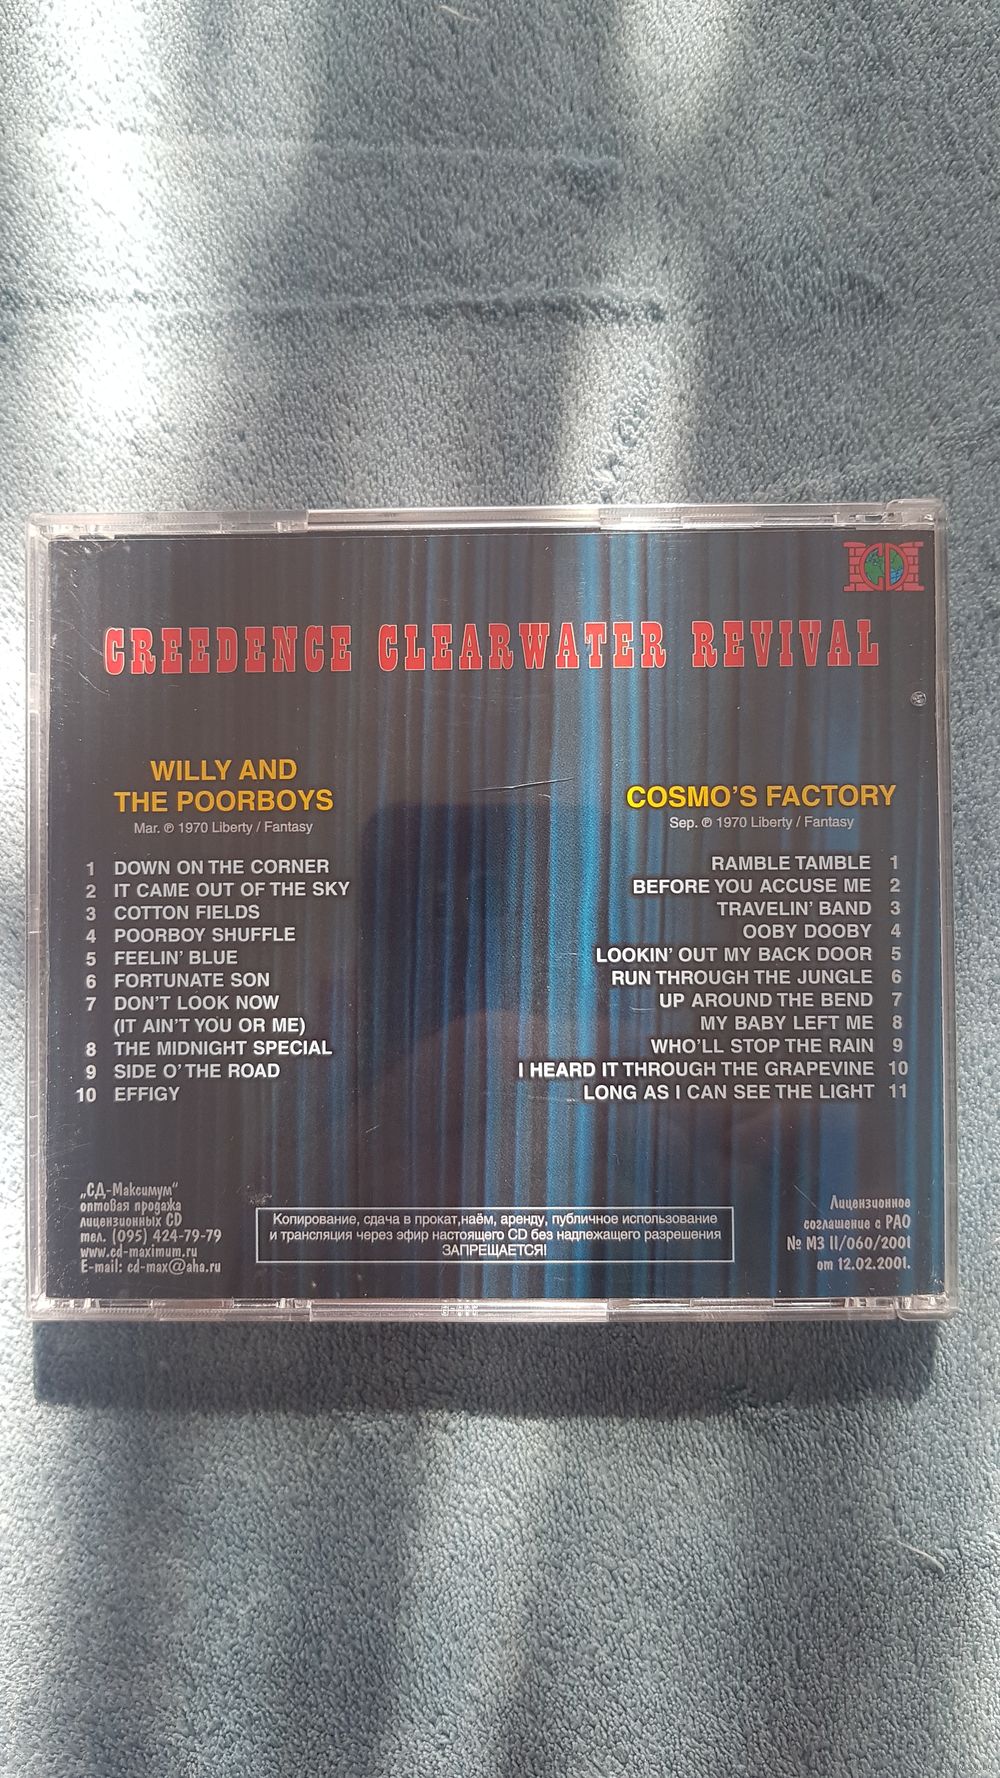 CD
CREEDENCE CLEARWATER REVIVAL
WILLY AND
THE POORBOYS
Mar. ℗ 1970 Liberty / Fantasy
1 DOWN ON THE CORNER
2 IT CAME OUT OF THE SKY
3 COTTON FIELDS
4 POORBOY SHUFFLE
5 FEELIN' BLUE
6 FORTUNATE SON
7 DON'T LOOK NOW
(IT AIN'T YOU OR ME)
8 THE MIDNIGHT SPECIAL
9 SIDE O' THE ROAD
10 EFFIGY
COSMO'S FACTORY
Sep. ℗ 1970 Liberty / Fantasy
RAMBLE TAMBLE 1
BEFORE YOU ACCUSE ME 2
TRAVELIN' BAND 3
OOBY DOOBY 4
LOOKIN' OUT MY BACK DOOR 5
RUN THROUGH THE JUNGLE 6
UP AROUND THE BEND 7
MY BABY LEFT ME 8
WHO'LL STOP THE RAIN 9
I HEARD IT THROUGH THE GRAPEVINE 10
LONG AS I CAN SEE THE LIGHT 11
„СД-Максимум"
оптовая продажа
лицензионных CD
тел. (095) 424-79-79
www.cd-maximum.ru
E-mail: cd-max@aha.ru
Копирование, сдача в прокат,наём, аренду, публичное использование
и трансляция через эфир настоящего CD без надлежащего разрешения
ЗАПРЕЩАЕТСЯ!
Лицензионное
соглашение с РАО
№ МЗ II/060/2001
от 12.02.2001.